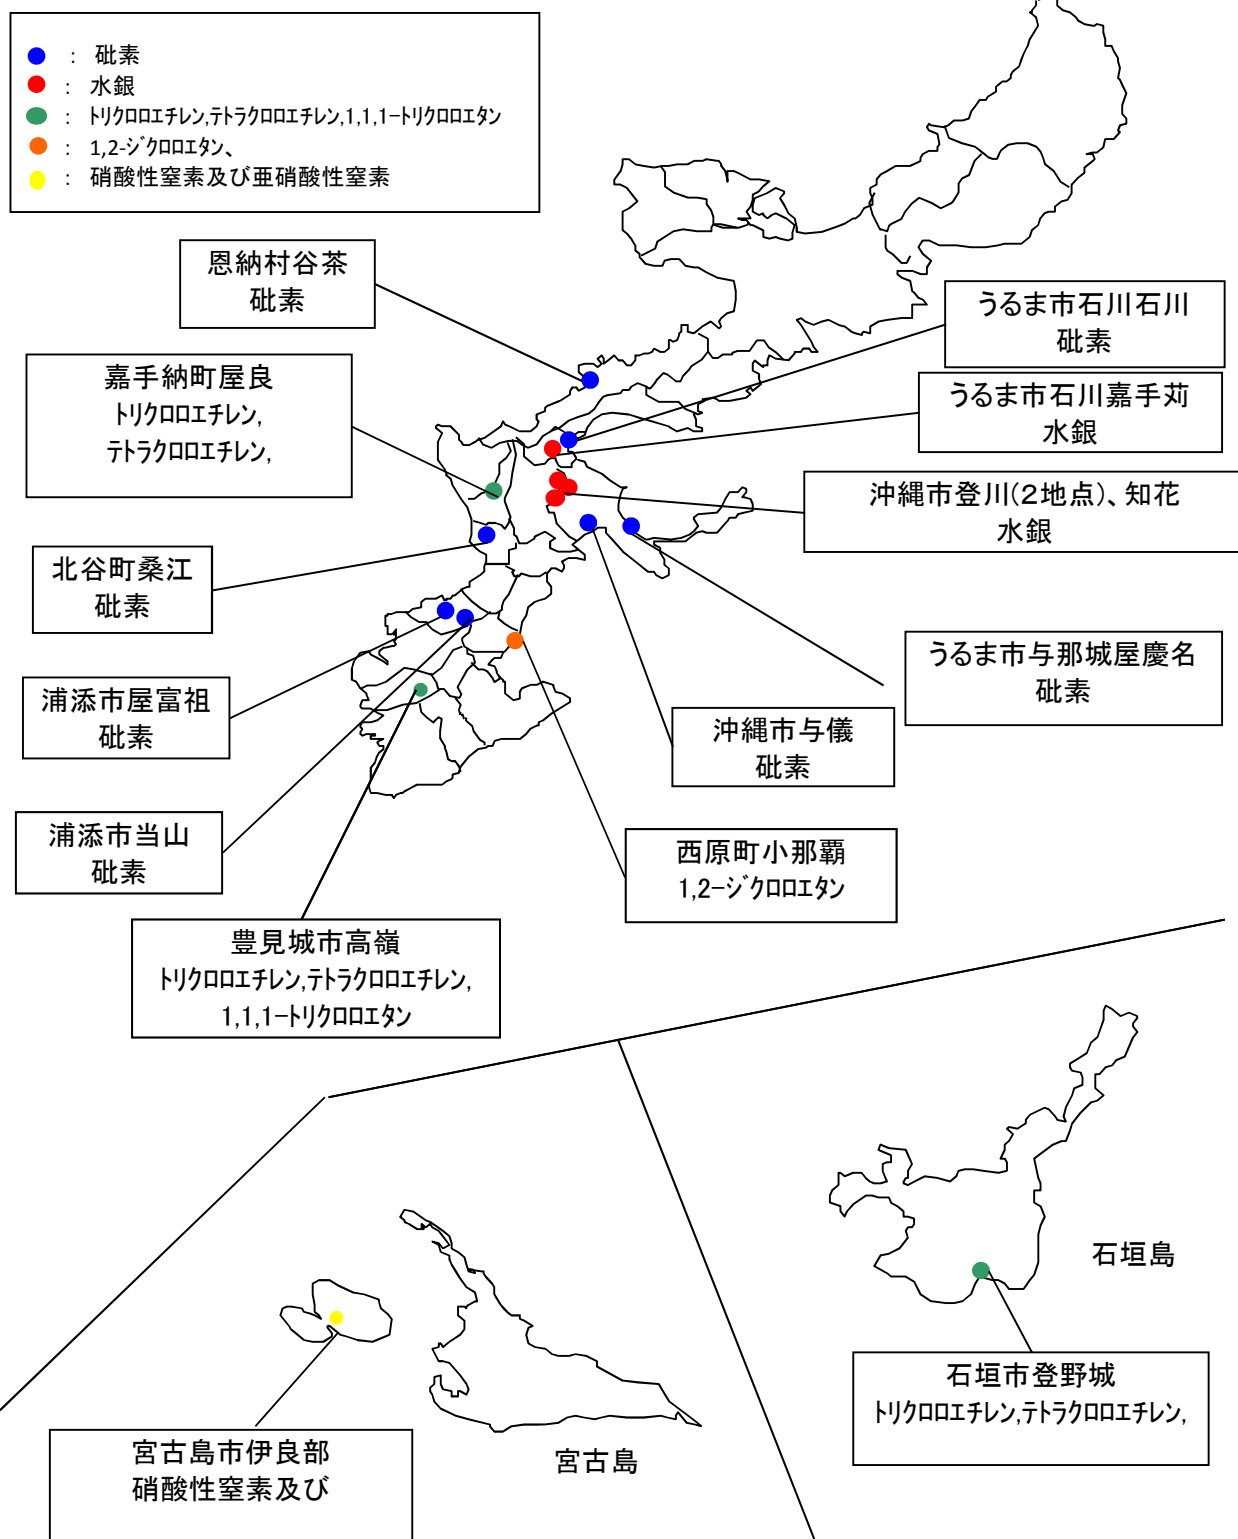 ： 砒素
： 水銀
： ﾄﾘｸﾛﾛｴﾁﾚﾝ,ﾃﾄﾗｸﾛﾛｴﾁﾚﾝ,1,1,1−ﾄﾘｸﾛﾛｴﾀﾝ
： 1,2-ｼﾞｸﾛﾛｴﾀﾝ、
： 硝酸性窒素及び亜硝酸性窒素
恩納村谷茶
砒素
うるま市石川石川
砒素
嘉手納町屋良
ﾄﾘｸﾛﾛｴﾁﾚﾝ,
ﾃﾄﾗｸﾛﾛｴﾁﾚﾝ,
うるま市石川嘉手苅
水銀
沖縄市登川(２地点)、知花
水銀
北谷町桑江
砒素
うるま市与那城屋慶名
砒素
浦添市屋富祖
砒素
沖縄市与儀
砒素
浦添市当山
砒素
西原町小那覇
1,2−ｼﾞｸﾛﾛｴﾀﾝ
豊見城市高嶺
ﾄﾘｸﾛﾛｴﾁﾚﾝ,ﾃﾄﾗｸﾛﾛｴﾁﾚﾝ,
1,1,1−ﾄﾘｸﾛﾛｴﾀﾝ
石垣島
石垣市登野城
ﾄﾘｸﾛﾛｴﾁﾚﾝ,ﾃﾄﾗｸﾛﾛｴﾁﾚﾝ,
宮古島市伊良部
硝酸性窒素及び
宮古島